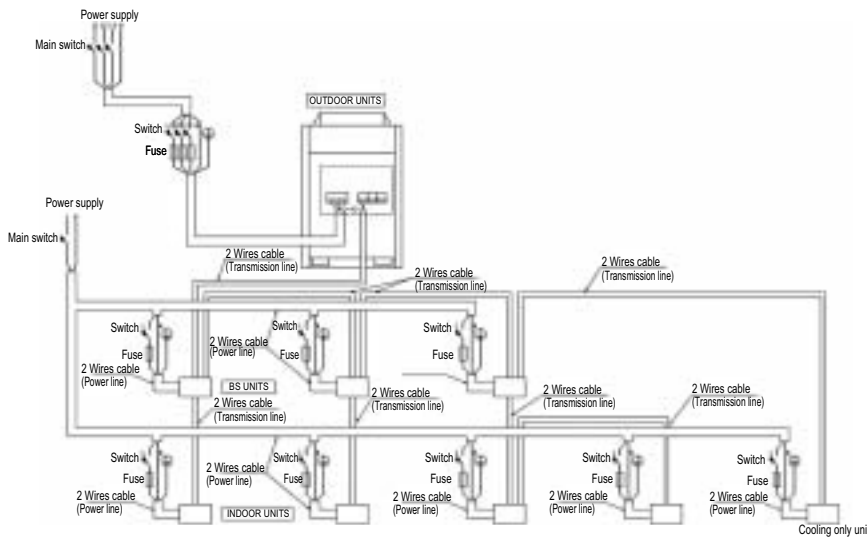 Power supply
Main switch
OUTDOOR UNITS
Switch
Fuse
Power supply
Main switch
2 Wires cable
(Transmission line)
2 Wires cable
(Transmission line)
2 Wires cable
(Transmission line)
Switch
Fuse
2 Wires cable
(Power line)
Switch
Fuse
2 Wires cable
(Power line)
Switch
Fuse
BS UNITS
2 Wires cable
(Transmission line)
2 Wires cable
(Transmission line)
2 Wires cable
(Transmission line)
2 Wires cable
(Transmission line)
Switch
Fuse
2 Wires cable
(Power line)
Switch
Fuse
2 Wires cable
(Power line)
Switch
Fuse
2 Wires cable
(Power line)
Switch
Fuse
2 Wires cable
(Power line)
Switch
Fuse
2 Wires cable
(Power line)
INDOOR UNITS
Cooling only uni